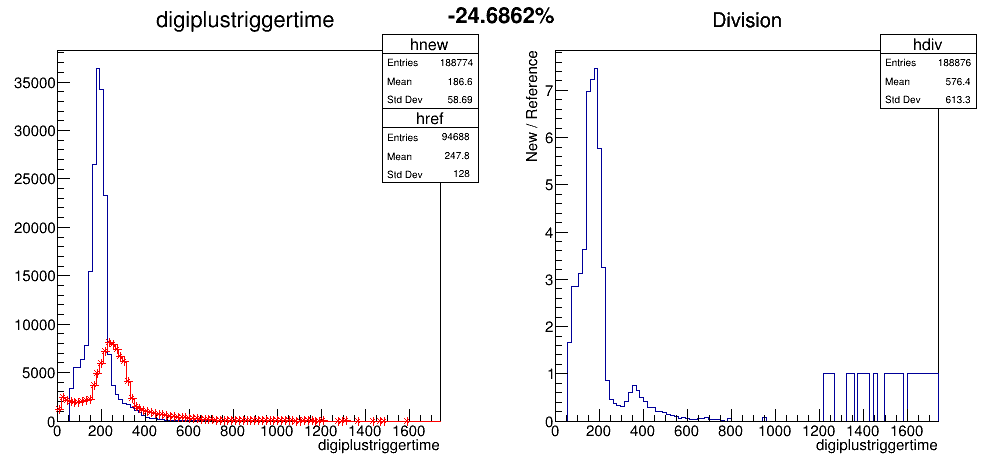 -24.6862%
digiplustriggertime
hnew
Entries 188774
Mean 186.6
Std Dev 58.69
href
Entries 94688
Mean 247.8
Std Dev 128
35000
30000
25000
20000
15000
10000
5000
0
0 200 400 600 800 1000 1200 1400 1600
digiplustriggertime
Division
hdiv
Entries 188876
Mean 576.4
Std Dev 613.3
New / Reference
7
6
5
4
3
2
1
0
0 200 400 600 800 1000 1200 1400 1600
digiplustriggertime